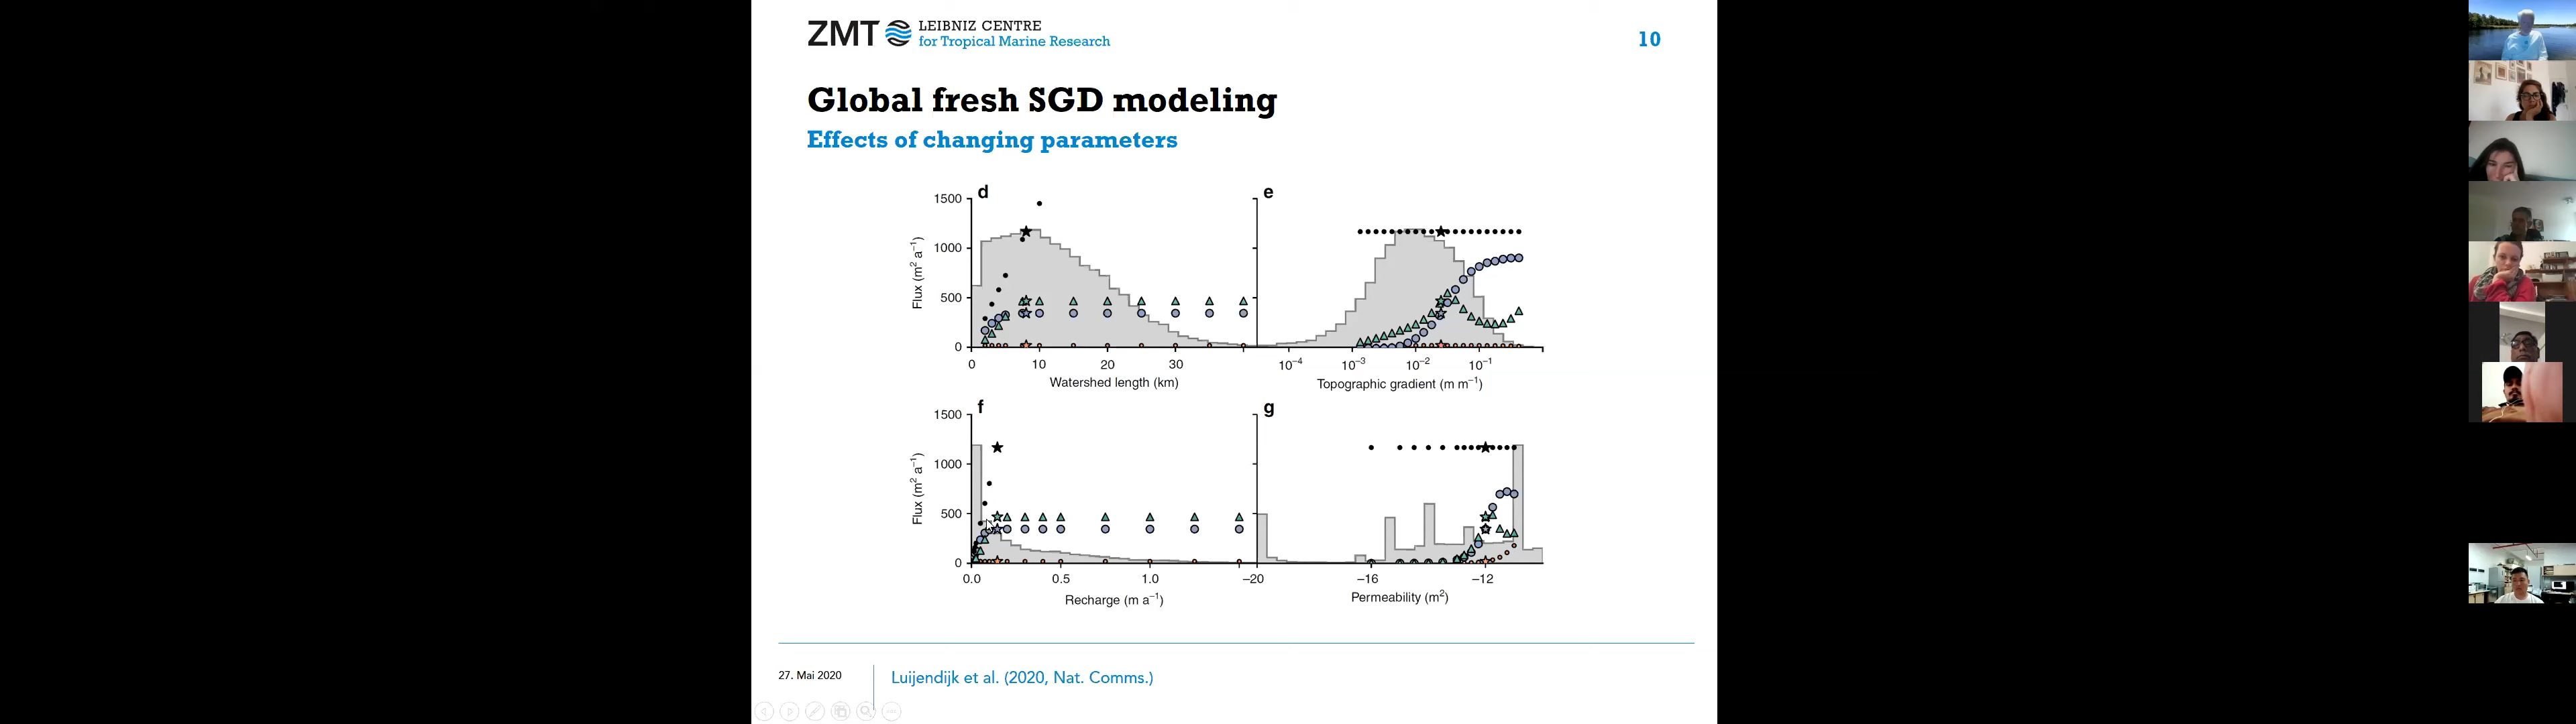 ZMT LEIBNIZ CENTRE
for Tropical Marine Research
10
Global fresh SGD modeling
Effects of changing parameters
d
e
1500
1000
500
0
Flux (m² a⁻¹)
0 10 20 30
10⁻⁴ 10⁻³ 10⁻² 10⁻¹
Watershed length (km)
Topographic gradient (m m⁻¹)
f
g
1500
1000
500
0
Flux (m² a⁻¹)
0.0 0.5 1.0
–20 –16 –12
Recharge (m a⁻¹)
Permeability (m²)
27. Mai 2020
Luijendijk et al. (2020, Nat. Comms.)